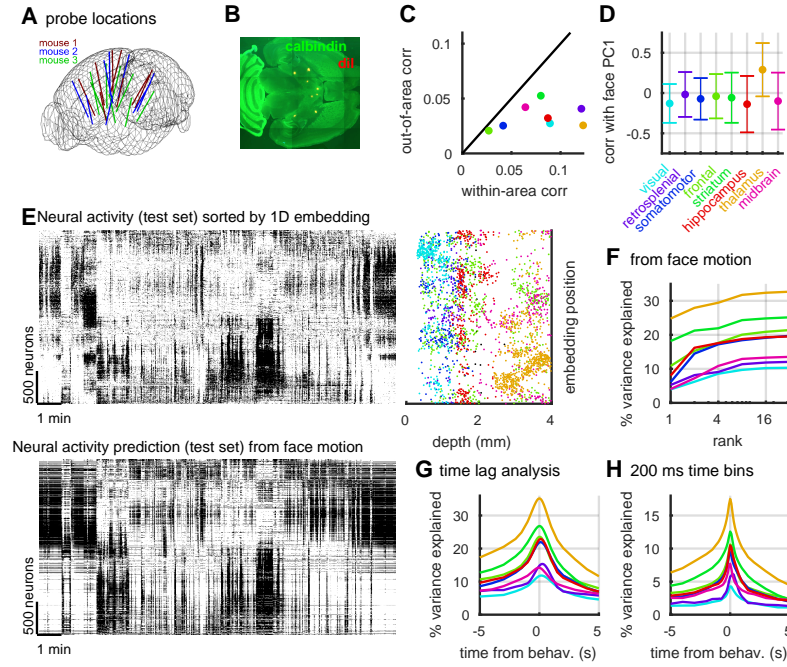 A probe locations
mouse 1
mouse 2
mouse 3
B
calbindin
diI
C
out-of-area corr
0.1
0.05
0
0
0.05
0.1
within-area corr
D
corr with face PC1
0.5
0
-0.5
visual
retrosplenial
somatomotor
frontal
striatum
hippocampus
thalamus
midbrain
E Neural activity (test set) sorted by 1D embedding
500 neurons
1 min
embedding position
0
2
4
depth (mm)
F from face motion
% variance explained
30
20
10
0
1
4
16
rank
Neural activity prediction (test set) from face motion
500 neurons
1 min
G time lag analysis
% variance explained
30
20
10
0
-5
0
5
time from behav. (s)
H 200 ms time bins
% variance explained
15
10
5
0
-5
0
5
time from behav. (s)